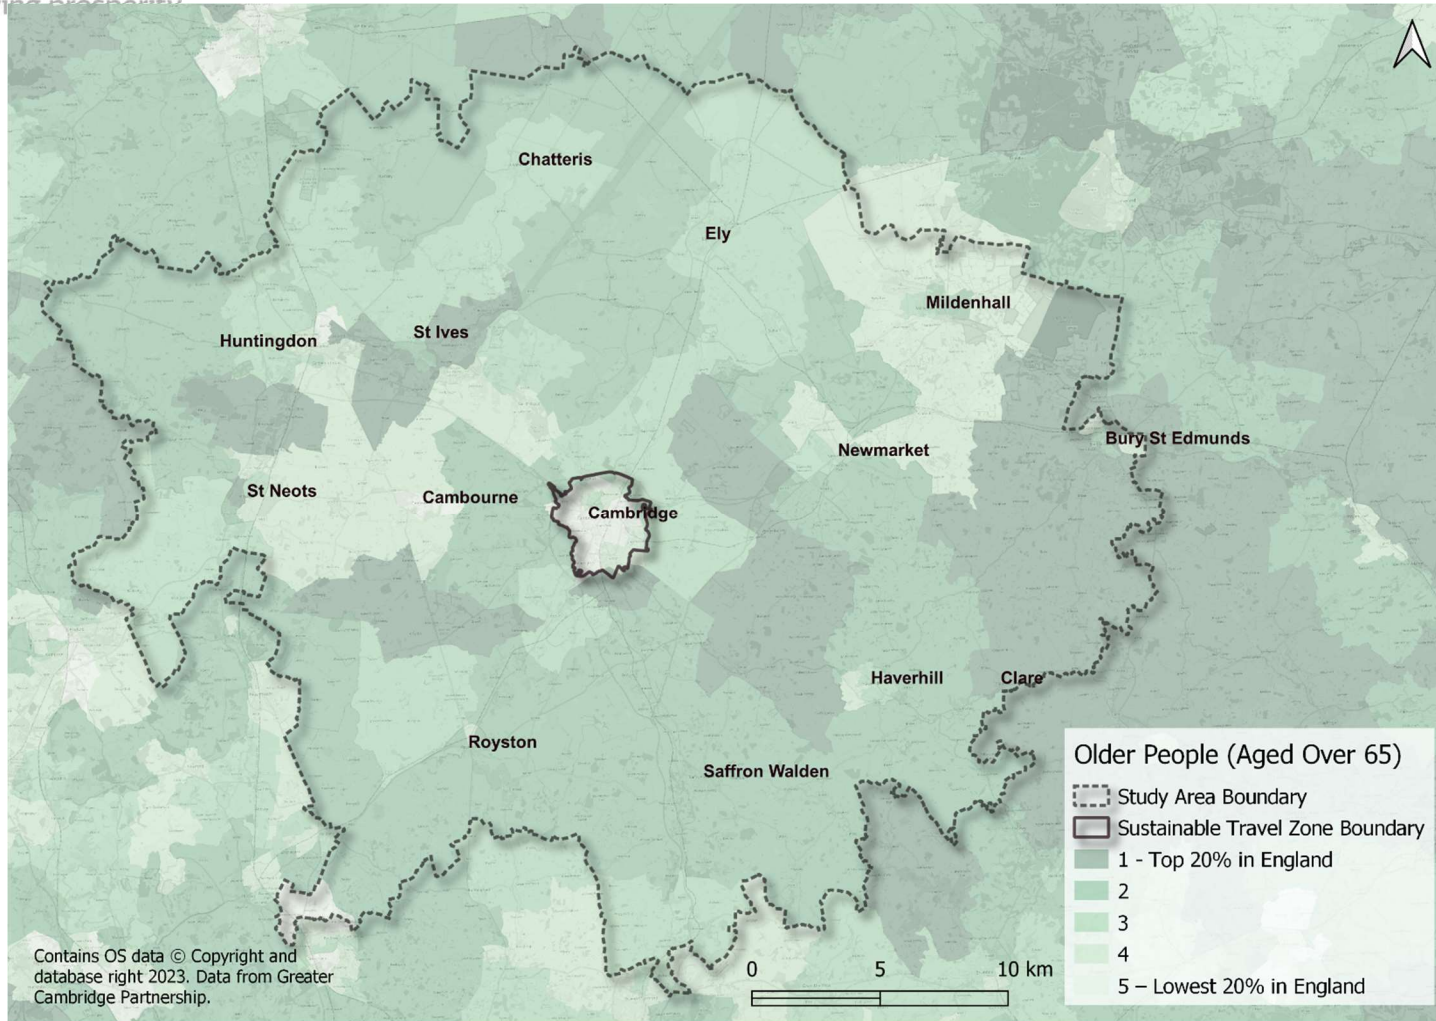 Chatteris
Ely
Mildenhall
Huntingdon
St Ives
Bury St Edmunds
Newmarket
St Neots
Cambourne
Cambridge
Haverhill
Clare
Royston
Saffron Walden
Older People (Aged Over 65)
Study Area Boundary
Sustainable Travel Zone Boundary
1 - Top 20% in England
2
3
4
5 – Lowest 20% in England
0 5 10 km
Contains OS data © Copyright and
database right 2023. Data from Greater
Cambridge Partnership.